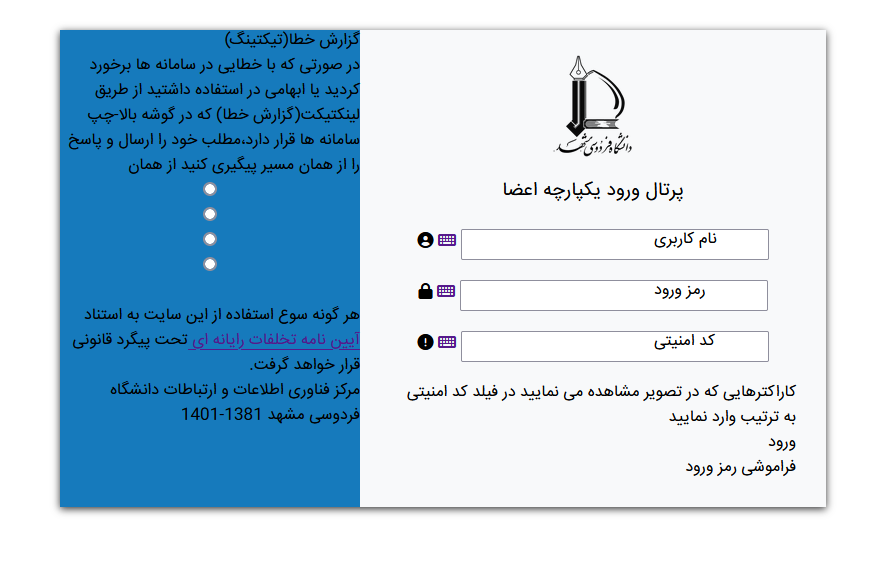 دانشگاه فردوسی مشهد
پرتال ورود یکپارچه اعضا
نام کاربری
رمز ورود
کد امنیتی
کاراکترهایی که در تصویر مشاهده می نمایید در فیلد کد امنیتی
به ترتیب وارد نمایید
ورود
فراموشی رمز ورود
گزارش خطا(تیکتینگ)
در صورتی که با خطایی در سامانه ها برخورد
کردید یا ابهامی در استفاده داشتید از طریق
لینکتیکت(گزارش خطا) که در گوشه بالا-چپ
سامانه ها قرار دارد،مطلب خود را ارسال و پاسخ
را از همان مسیر پیگیری کنید از همان
هر گونه سوع استفاده از این سایت به استناد
آیین نامه تخلفات رایانه ای تحت پیگرد قانونی
قرار خواهد گرفت.
مرکز فناوری اطلاعات و ارتباطات دانشگاه
فردوسی مشهد 1381-1401